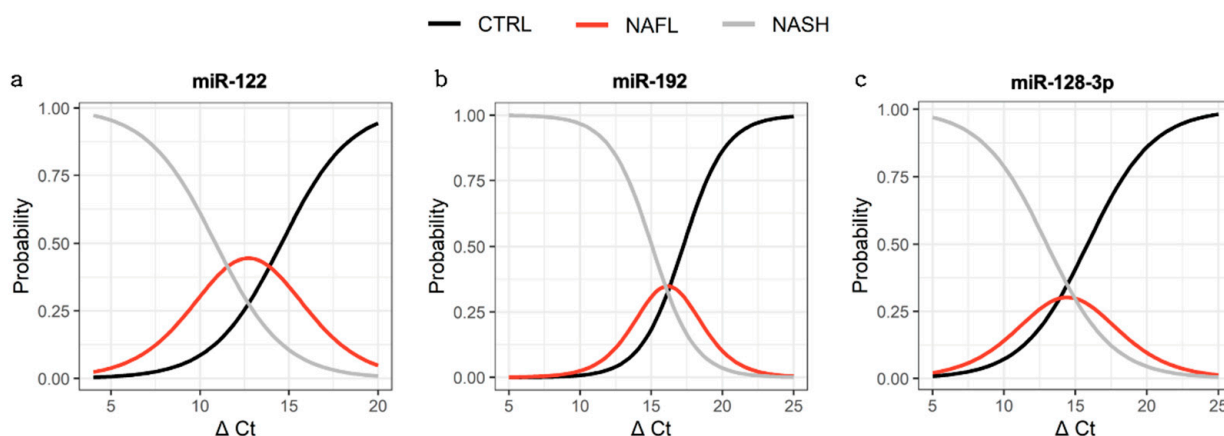 CTRL NAFL NASH
a miR-122 b miR-192 c miR-128-3p
1.00 1.00 1.00
0.75 0.75 0.75
0.50 0.50 0.50
0.25 0.25 0.25
0.00 0.00 0.00
Probability Probability Probability
5 10 15 20 5 10 15 20 25 5 10 15 20 25
Δ Ct Δ Ct Δ Ct